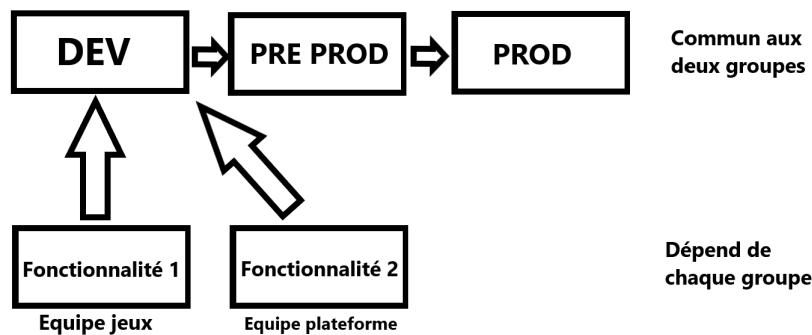 DEV
PRE PROD
PROD
Commun aux
deux groupes
Fonctionnalité 1
Fonctionnalité 2
Dépend de
chaque groupe
Equipe jeux
Equipe plateforme